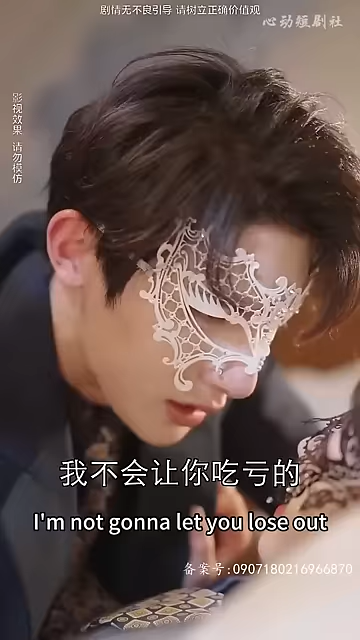 剧情无不良引导 请树立正确价值观
心动短剧社
影视效果 请勿模仿
我不会让你吃亏的
I'm not gonna let you lose out
备案号:0907180216966870